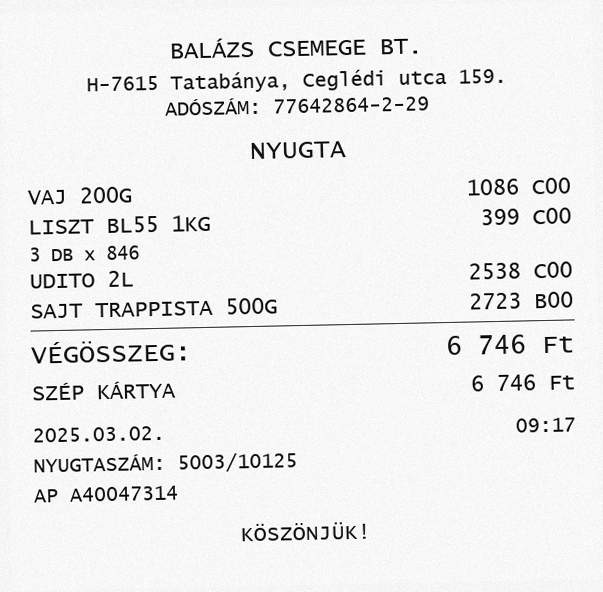 BALÁZS CSEMEGE BT.
H-7615 Tatabánya, Ceglédi utca 159.
ADÓSZÁM: 77642864-2-29
NYUGTA
VAJ 200G 1086 C00
LISZT BL55 1KG 399 C00
3 DB x 846
UDITO 2L 2538 C00
SAJT TRAPPISTA 500G 2723 B00
VÉGÖSSZEG: 6 746 Ft
SZÉP KÁRTYA 6 746 Ft
2025.03.02. 09:17
NYUGTASZÁM: 5003/10125
AP A40047314
KÖSZÖNJÜK!